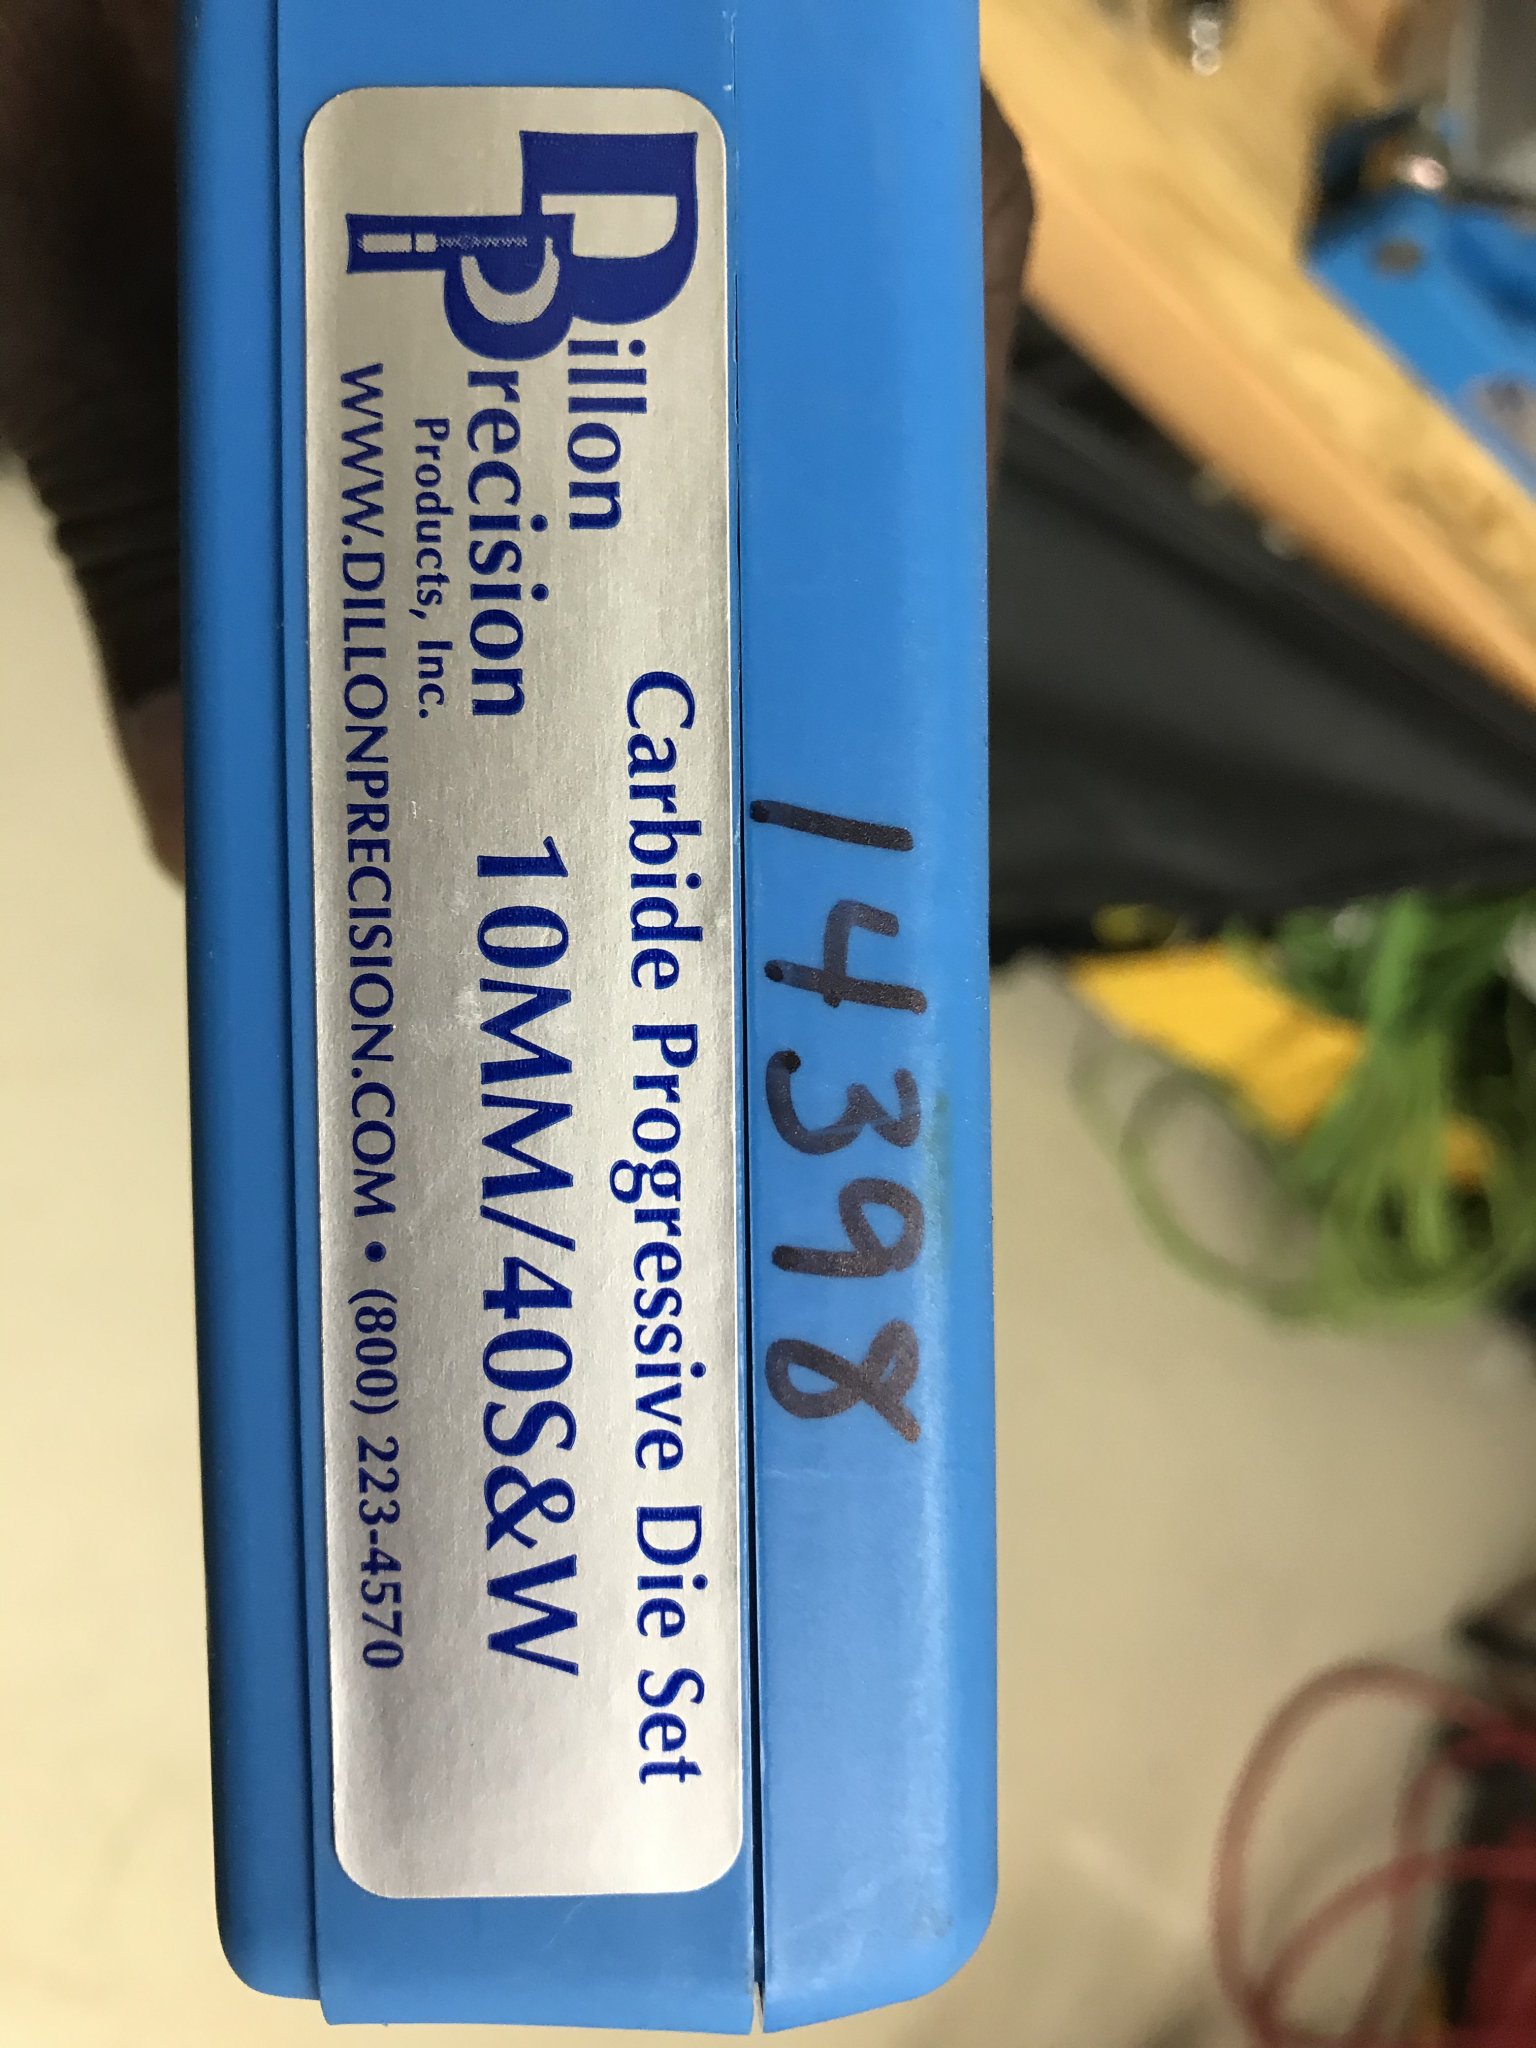 14398
Carbide Progressive Die Set
Dillon
Precision
Products, Inc.
10MM/40S&W
WWW.DILLONPRECISION.COM • (800) 223-4570